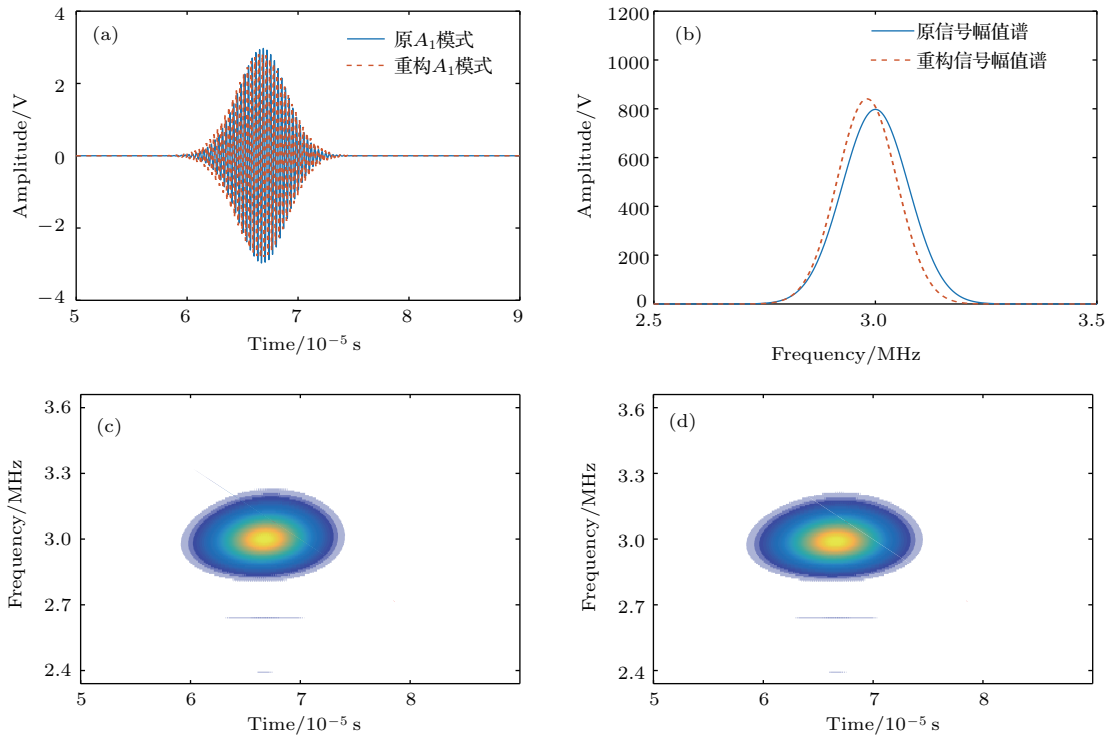 (a)
原A₁模式
重构A₁模式
4
2
0
−2
−4
Amplitude/V
5 6 7 8 9
Time/10⁻⁵ s
(b)
原信号幅值谱
重构信号幅值谱
1200
1000
800
600
400
200
0
Amplitude/V
2.5 3.0 3.5
Frequency/MHz
(c)
3.6
3.3
3.0
2.7
2.4
Frequency/MHz
5 6 7 8
Time/10⁻⁵ s
(d)
3.6
3.3
3.0
2.7
2.4
Frequency/MHz
5 6 7 8
Time/10⁻⁵ s